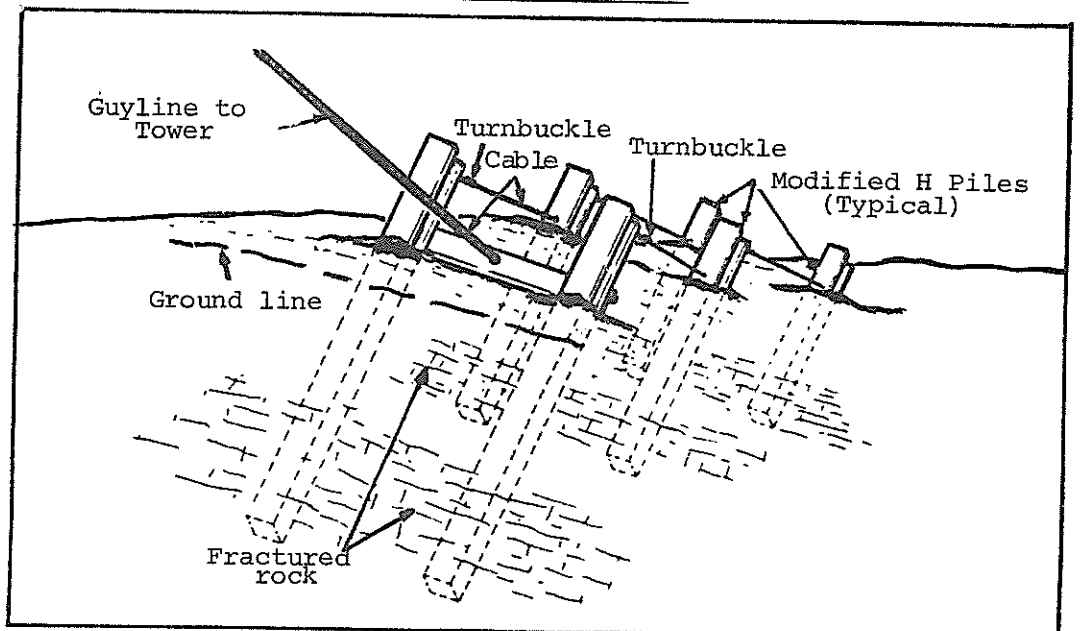 Guyline to
Tower
Turnbuckle
Cable
Turnbuckle
Modified H Piles
(Typical)
Ground line
Fractured
rock